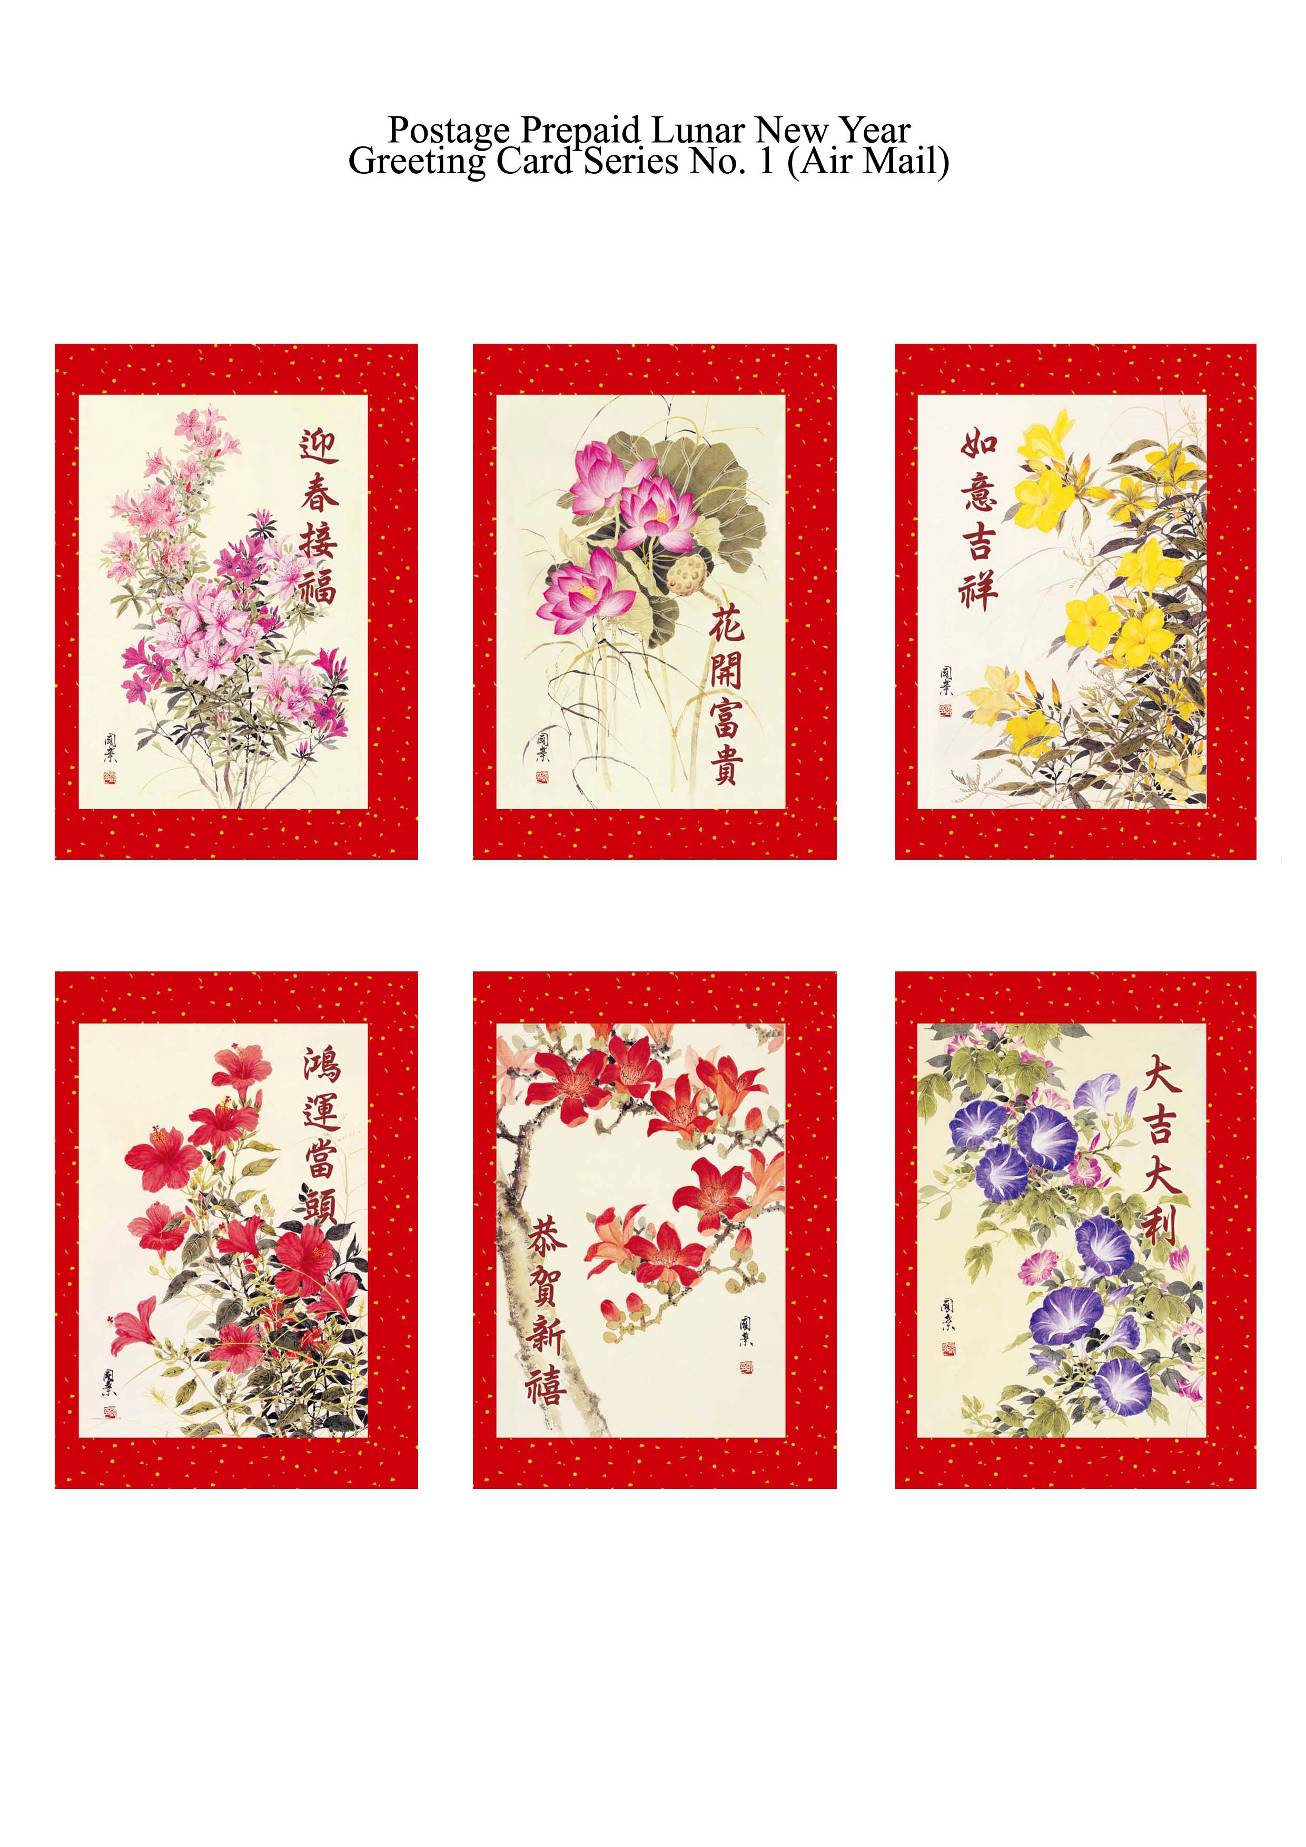 Postage Prepaid Lunar New Year
Greeting Card Series No. 1 (Air Mail)
迎春接福
花開富貴
如意吉祥
鴻運當頭
恭賀新禧
大吉大利